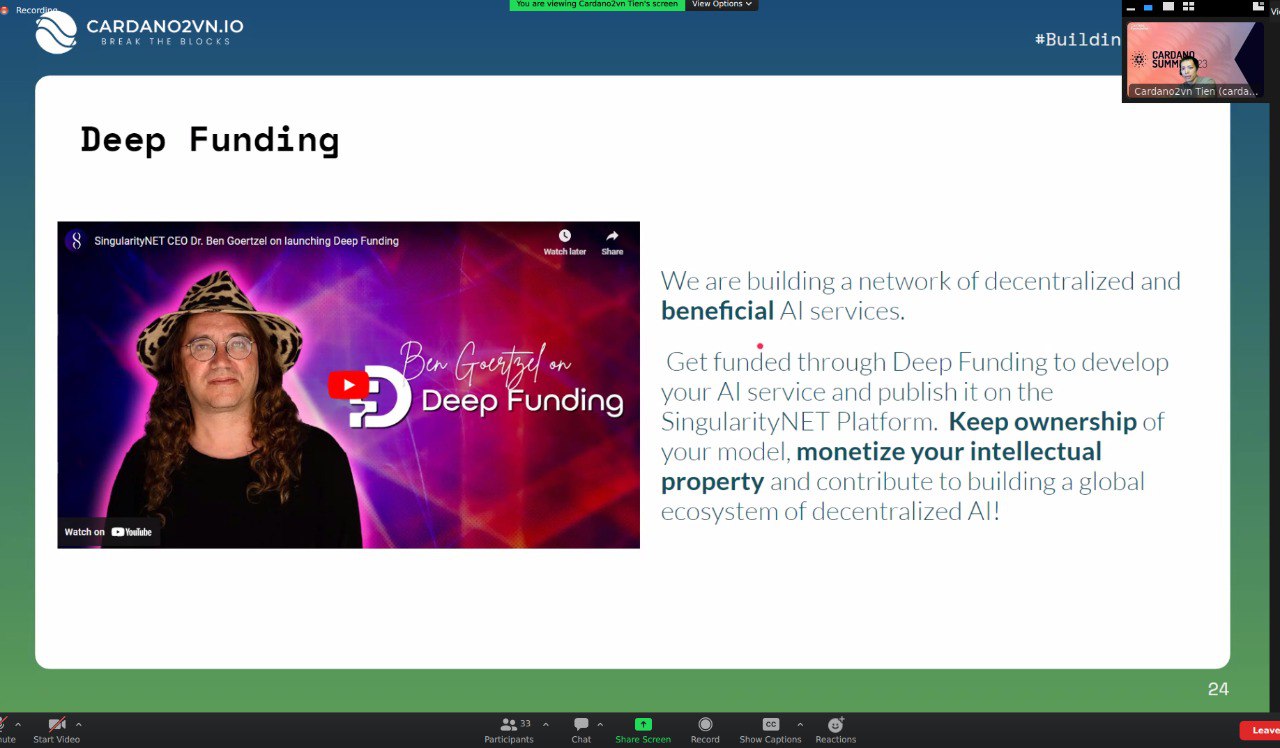 Recording
You are viewing Cardano2vn Tien's screen
View Options
CARDANO2VN.IO
BREAK THE BLOCKS
#Buildin
CARDANO
SUMMIT 2023
Cardano2vn Tien (carda...
Deep Funding
SingularityNET CEO Dr. Ben Goertzel on launching Deep Funding
Watch later
Share
Ben Goertzel on
Deep Funding
Watch on YouTube
We are building a network of decentralized and
beneficial AI services.
Get funded through Deep Funding to develop
your AI service and publish it on the
SingularityNET Platform. Keep ownership of
your model, monetize your intellectual
property and contribute to building a global
ecosystem of decentralized AI!
24
ute
Start Video
33
Participants
Chat
Share Screen
Record
CC
Show Captions
Reactions
Leave